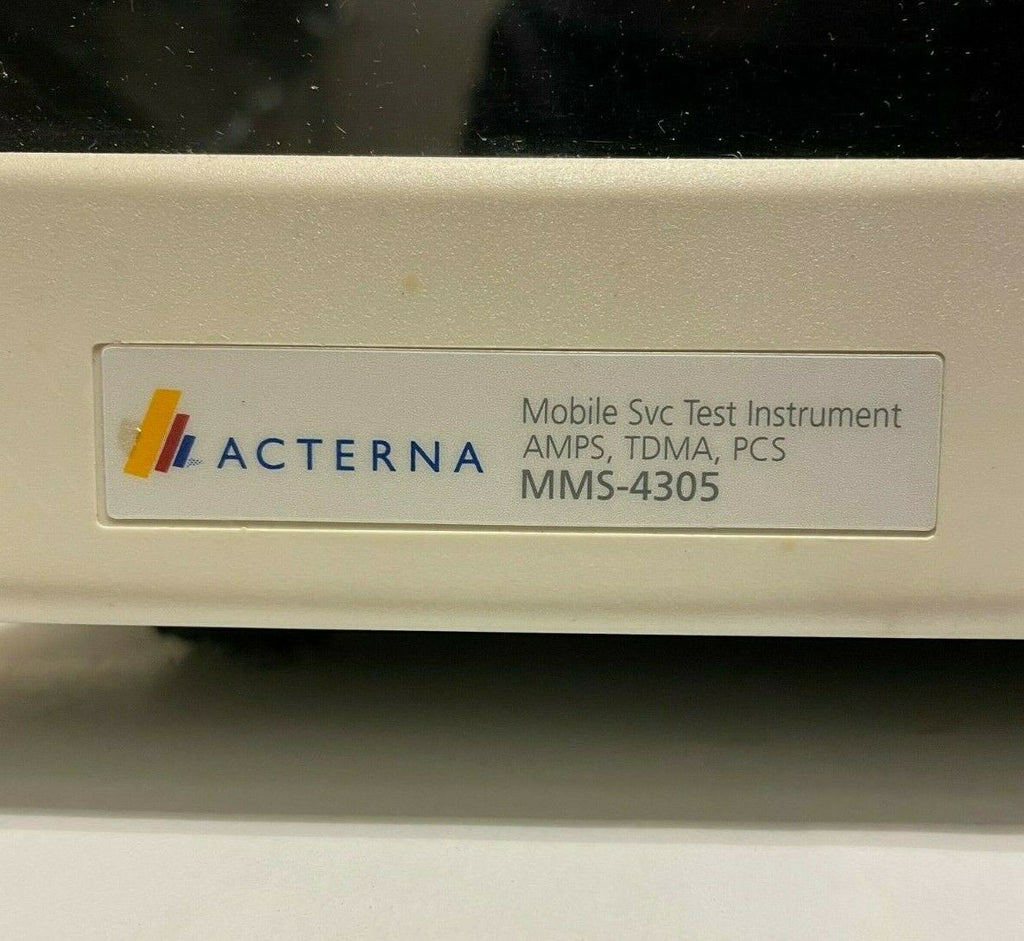 ACTERNA
Mobile Svc Test Instrument
AMPS, TDMA, PCS
MMS-4305